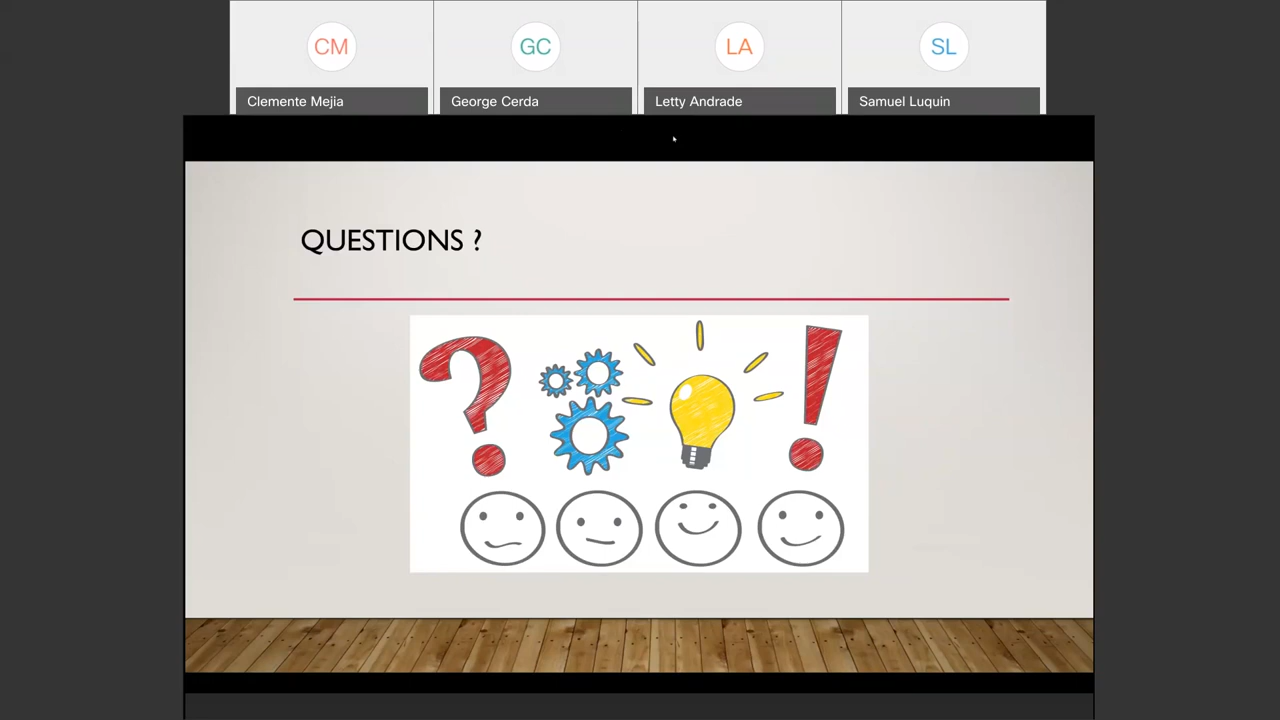 CM
GC
LA
SL
Clemente Mejia
George Cerda
Letty Andrade
Samuel Luquin
QUESTIONS ?